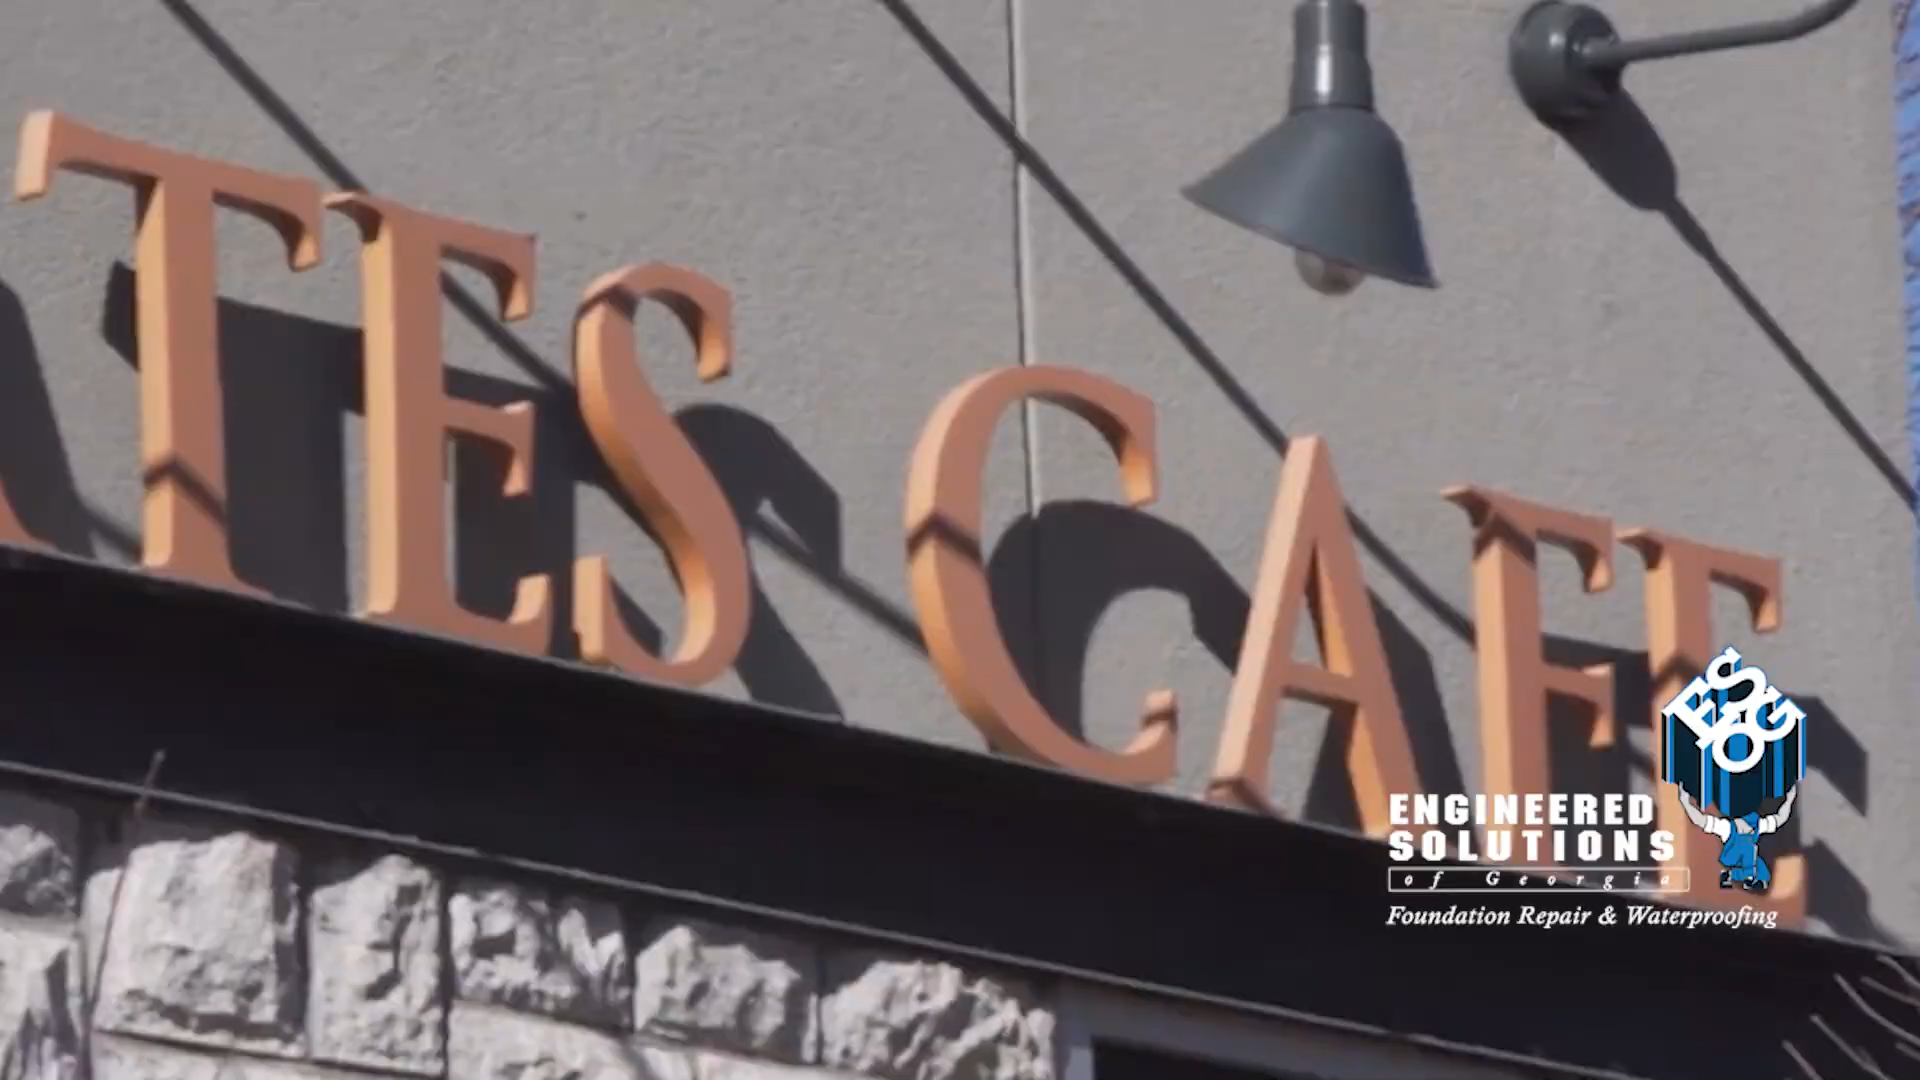 TES CAFE
ESOG
ENGINEERED
SOLUTIONS
of Georgia
Foundation Repair & Waterproofing